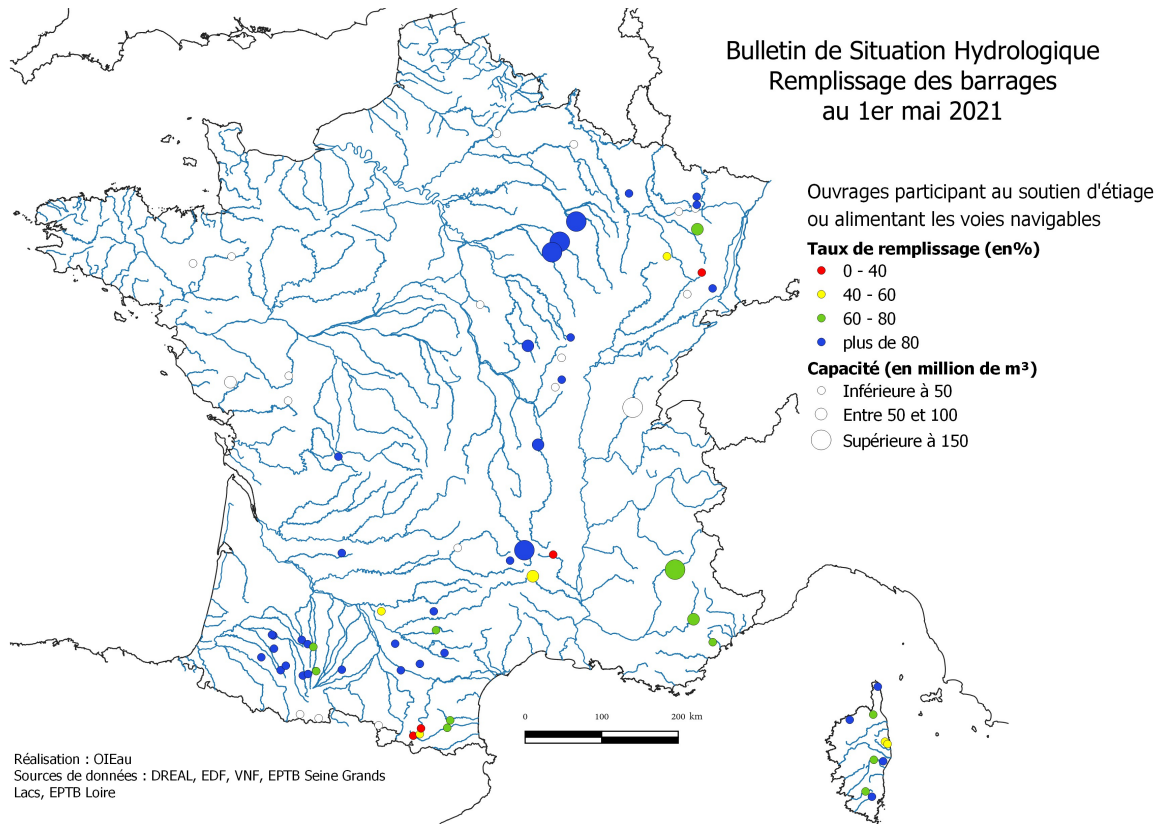 Bulletin de Situation Hydrologique
Remplissage des barrages
au 1er mai 2021
Ouvrages participant au soutien d'étiage
ou alimentant les voies navigables
Taux de remplissage (en%)
0 - 40
40 - 60
60 - 80
plus de 80
Capacité (en million de m³)
Inférieure à 50
Entre 50 et 100
Supérieure à 150
0 100 200 km
Réalisation : OIEau
Sources de données : DREAL, EDF, VNF, EPTB Seine Grands
Lacs, EPTB Loire